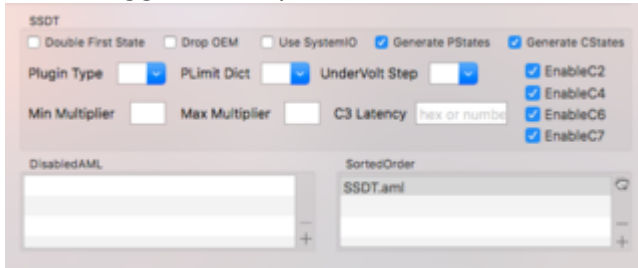 SSDT
Double First State Drop OEM Use SystemIO Generate PStates Generate CStates
Plugin Type PLimit Dict UnderVolt Step EnableC2
EnableC4
Min Multiplier Max Multiplier C3 Latency hex or numbe EnableC6
EnableC7
DisabledAML SortedOrder
SSDT.aml